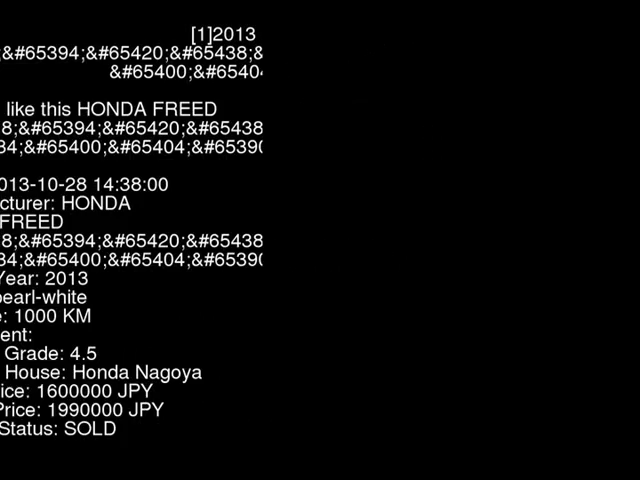 [1]2013
;&#65394;&#65420;&#65438;&
&#65400;&#6540
like this HONDA FREED
8;&#65394;&#65420;&#65438
84;&#65400;&#65404;&#6539
013-10-28 14:38:00
cturer: HONDA
FREED
8;&#65394;&#65420;&#65438
84;&#65400;&#65404;&#6539
Year: 2013
pearl-white
e: 1000 KM
ent:
Grade: 4.5
House: Honda Nagoya
ice: 1600000 JPY
Price: 1990000 JPY
Status: SOLD